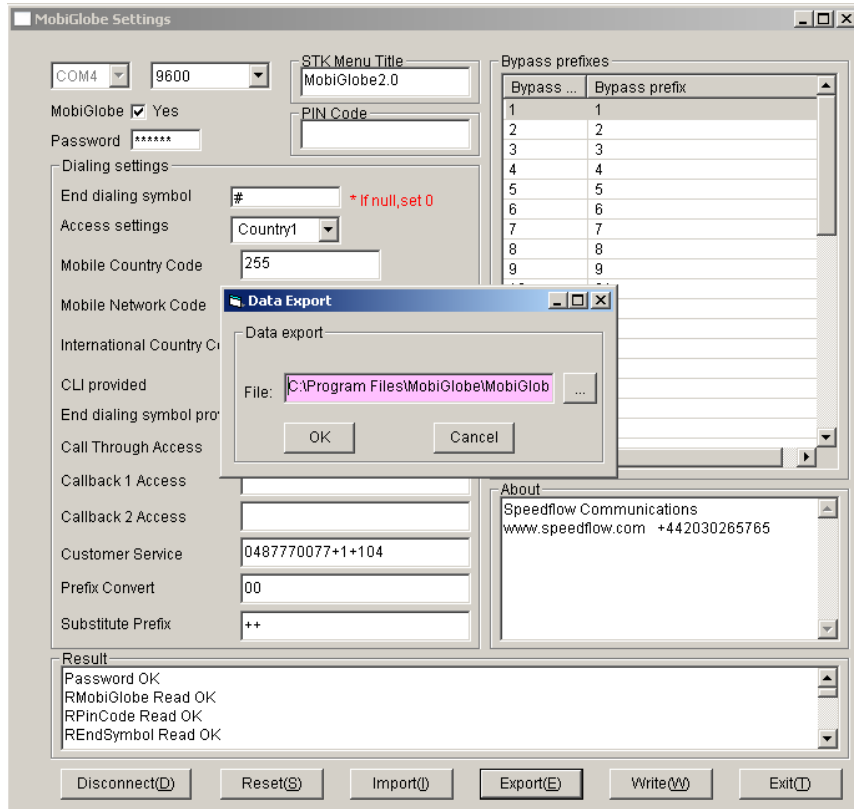 MobiGlobe Settings
COM4
9600
STK Menu Title
MobiGlobe2.0
MobiGlobe Yes
PIN Code
Password ******
Dialing settings
End dialing symbol # * If null,set 0
Access settings Country1
Mobile Country Code 255
Mobile Network Code
International Country
CLI provided
End dialing symbol
Call Through Access
Callback 1 Access
Callback 2 Access
Customer Service 0487770077+1+104
Prefix Convert 00
Substitute Prefix ++
Bypass prefixes
Bypass ... Bypass prefix
1 1
2 2
3 3
4 4
5 5
6 6
7 7
8 8
9 9
Data Export
Data export
File: C:\Program Files\MobiGlobe\MobiGlob ...
OK Cancel
About
Speedflow Communications
www.speedflow.com +442030265765
Result
Password OK
RMobiGlobe Read OK
RPinCode Read OK
REndSymbol Read OK
Disconnect(D) Reset(S) Import(I) Export(E) Write(W) Exit(T)